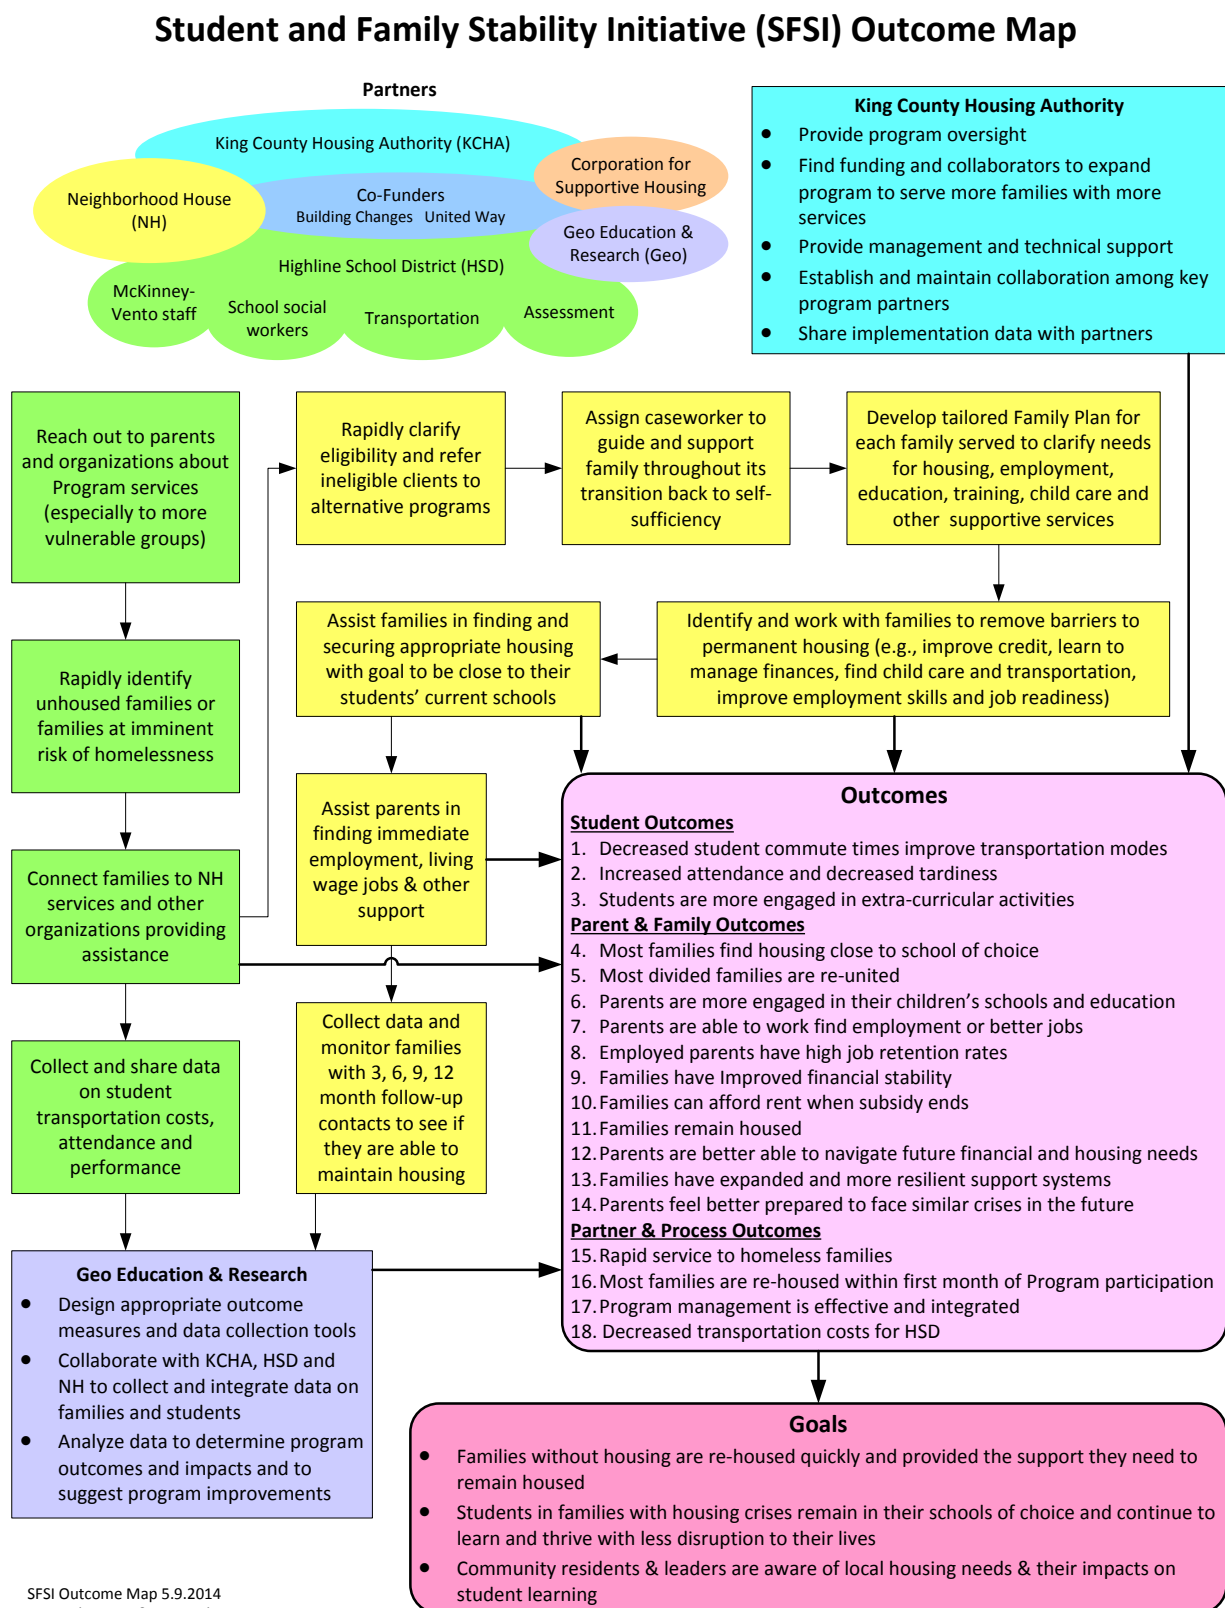 Student and Family Stability Initiative (SFSI) Outcome Map
Partners
King County Housing Authority (KCHA)
Corporation for
Supportive Housing
Neighborhood House
(NH)
Co-Funders
Building Changes United Way
Geo Education &
Research (Geo)
Highline School District (HSD)
McKinney-
Vento staff
School social
workers
Transportation
Assessment
King County Housing Authority
• Provide program oversight
• Find funding and collaborators to expand
program to serve more families with more
services
• Provide management and technical support
• Establish and maintain collaboration among key
program partners
• Share implementation data with partners
Reach out to parents
and organizations about
Program services
(especially to more
vulnerable groups)
Rapidly clarify
eligibility and refer
ineligible clients to
alternative programs
Assign caseworker to
guide and support
family throughout its
transition back to self-
sufficiency
Develop tailored Family Plan for
each family served to clarify needs
for housing, employment,
education, training, child care and
other supportive services
Rapidly identify
unhoused families or
families at imminent
risk of homelessness
Assist families in finding and
securing appropriate housing
with goal to be close to their
students' current schools
Identify and work with families to remove barriers to
permanent housing (e.g., improve credit, learn to
manage finances, find child care and transportation,
improve employment skills and job readiness)
Connect families to NH
services and other
organizations providing
assistance
Assist parents in
finding immediate
employment, living
wage jobs & other
support
Collect and share data
on student
transportation costs,
attendance and
performance
Collect data and
monitor families
with 3, 6, 9, 12
month follow-up
contacts to see if
they are able to
maintain housing
Outcomes
Student Outcomes
1. Decreased student commute times improve transportation modes
2. Increased attendance and decreased tardiness
3. Students are more engaged in extra-curricular activities
Parent & Family Outcomes
4. Most families find housing close to school of choice
5. Most divided families are re-united
6. Parents are more engaged in their children's schools and education
7. Parents are able to work find employment or better jobs
8. Employed parents have high job retention rates
9. Families have Improved financial stability
10. Families can afford rent when subsidy ends
11. Families remain housed
12. Parents are better able to navigate future financial and housing needs
13. Families have expanded and more resilient support systems
14. Parents feel better prepared to face similar crises in the future
Partner & Process Outcomes
15. Rapid service to homeless families
16. Most families are re-housed within first month of Program participation
17. Program management is effective and integrated
18. Decreased transportation costs for HSD
Geo Education & Research
• Design appropriate outcome
measures and data collection tools
• Collaborate with KCHA, HSD and
NH to collect and integrate data on
families and students
• Analyze data to determine program
outcomes and impacts and to
suggest program improvements
Goals
• Families without housing are re-housed quickly and provided the support they need to
remain housed
• Students in families with housing crises remain in their schools of choice and continue to
learn and thrive with less disruption to their lives
• Community residents & leaders are aware of local housing needs & their impacts on
student learning
SFSI Outcome Map 5.9.2014